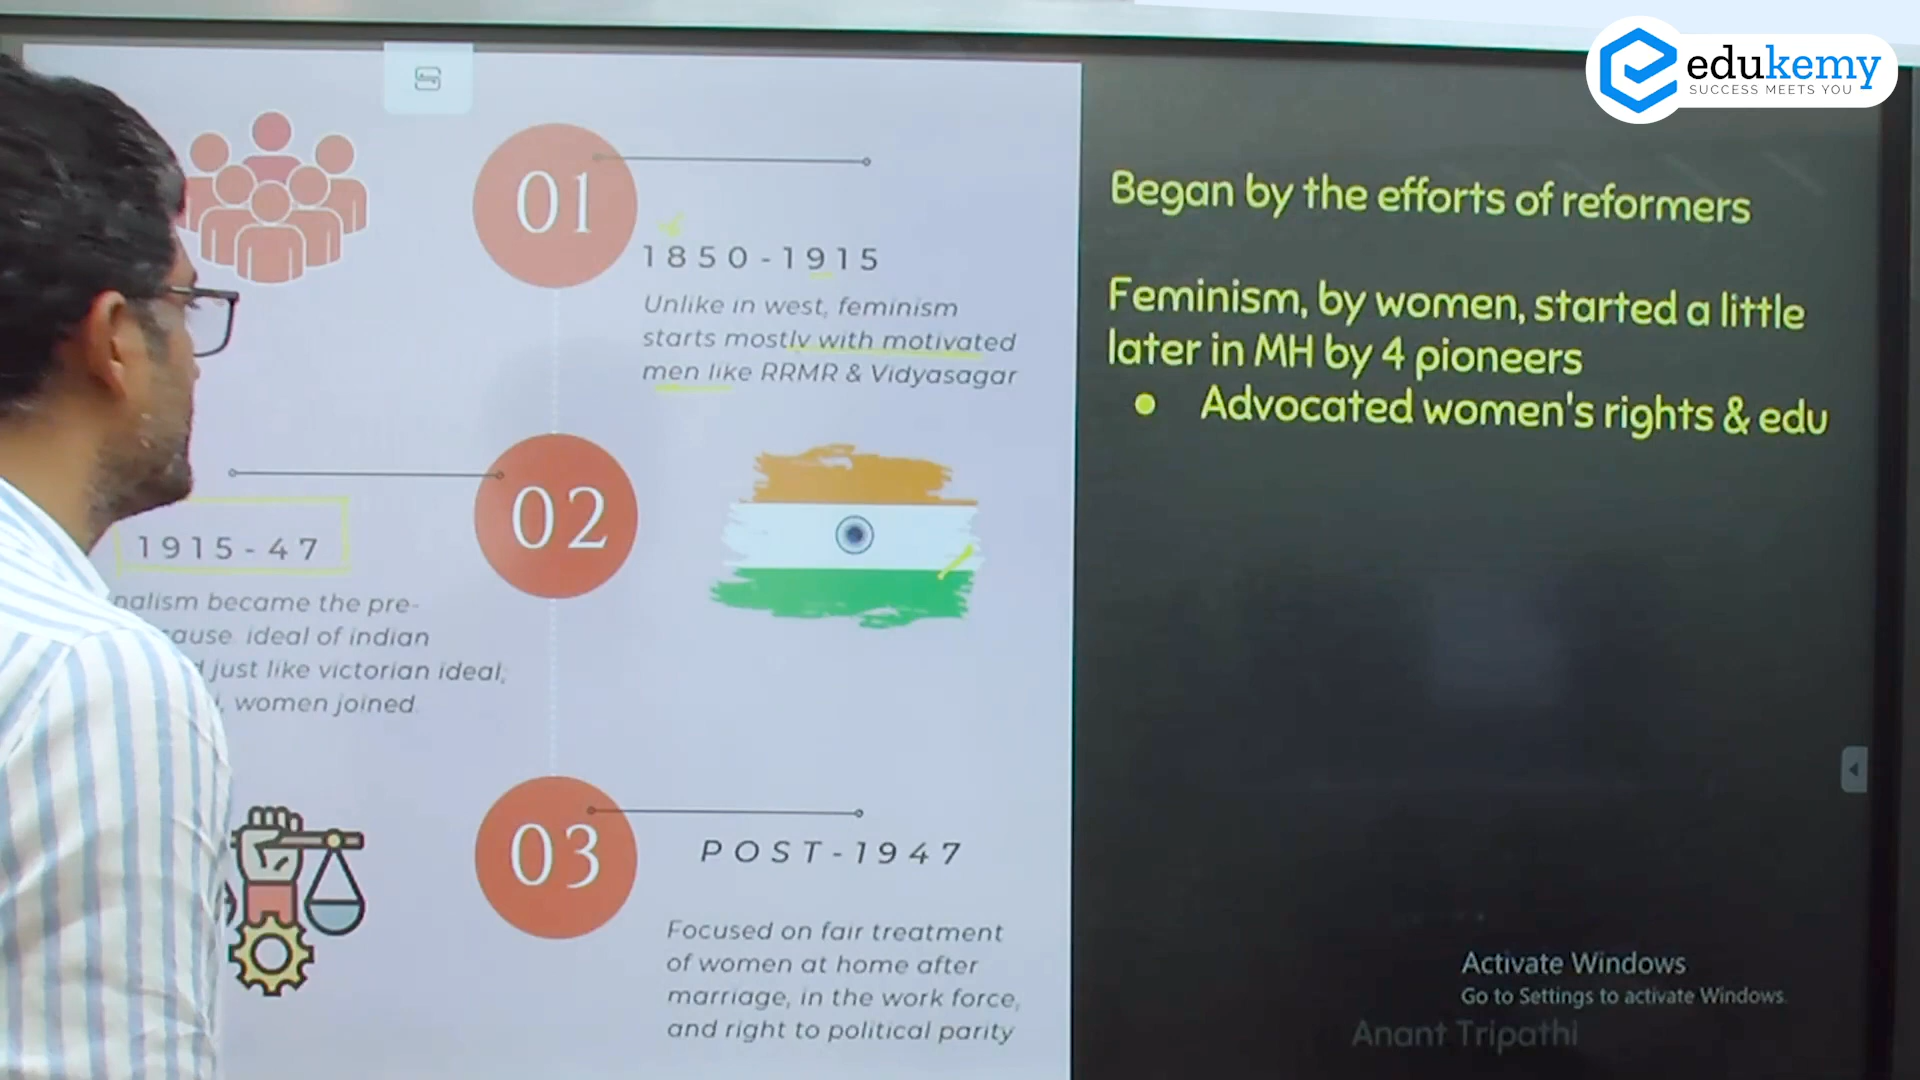 edukemy
SUCCESS MEETS YOU
01
1850-1915
Unlike in west, feminism
starts mostly with motivated
men like RRMR & Vidyasagar
02
1915-47
became the pre-
ideal of indian
just like victorian ideal;
women joined.
03
POST-1947
Focused on fair treatment
of women at home after
marriage, in the work force,
and right to political parity
Began by the efforts of reformers
Feminism, by women, started a little
later in MH by 4 pioneers
● Advocated women's rights & edu
Activate Windows
Go to Settings to activate Windows.
Anant Tripathi